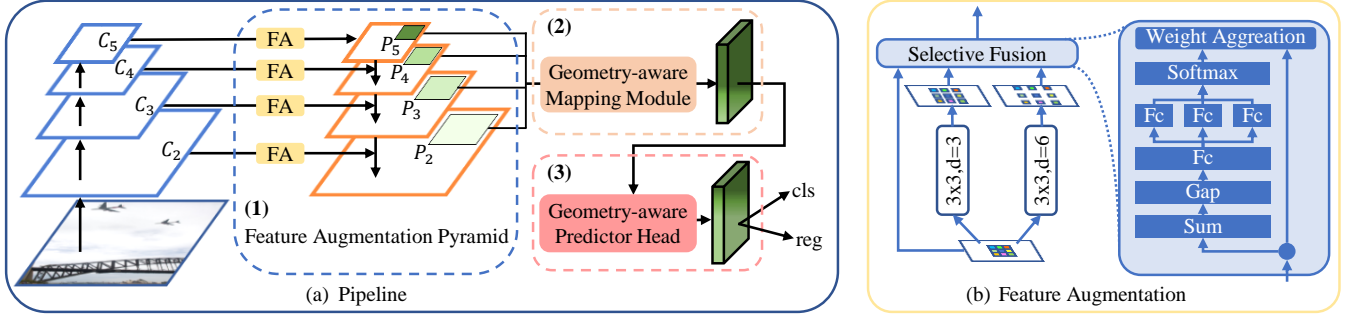 C5
FA
P5
C4
FA
P4
C3
FA
P3
C2
FA
P2
(1)
Feature Augmentation Pyramid
(2)
Geometry-aware
Mapping Module
(3)
Geometry-aware
Predictor Head
cls
reg
(a) Pipeline
Selective Fusion
3x3,d=3
3x3,d=6
Weight Aggreation
Softmax
Fc
Fc
Fc
Fc
Gap
Sum
(b) Feature Augmentation